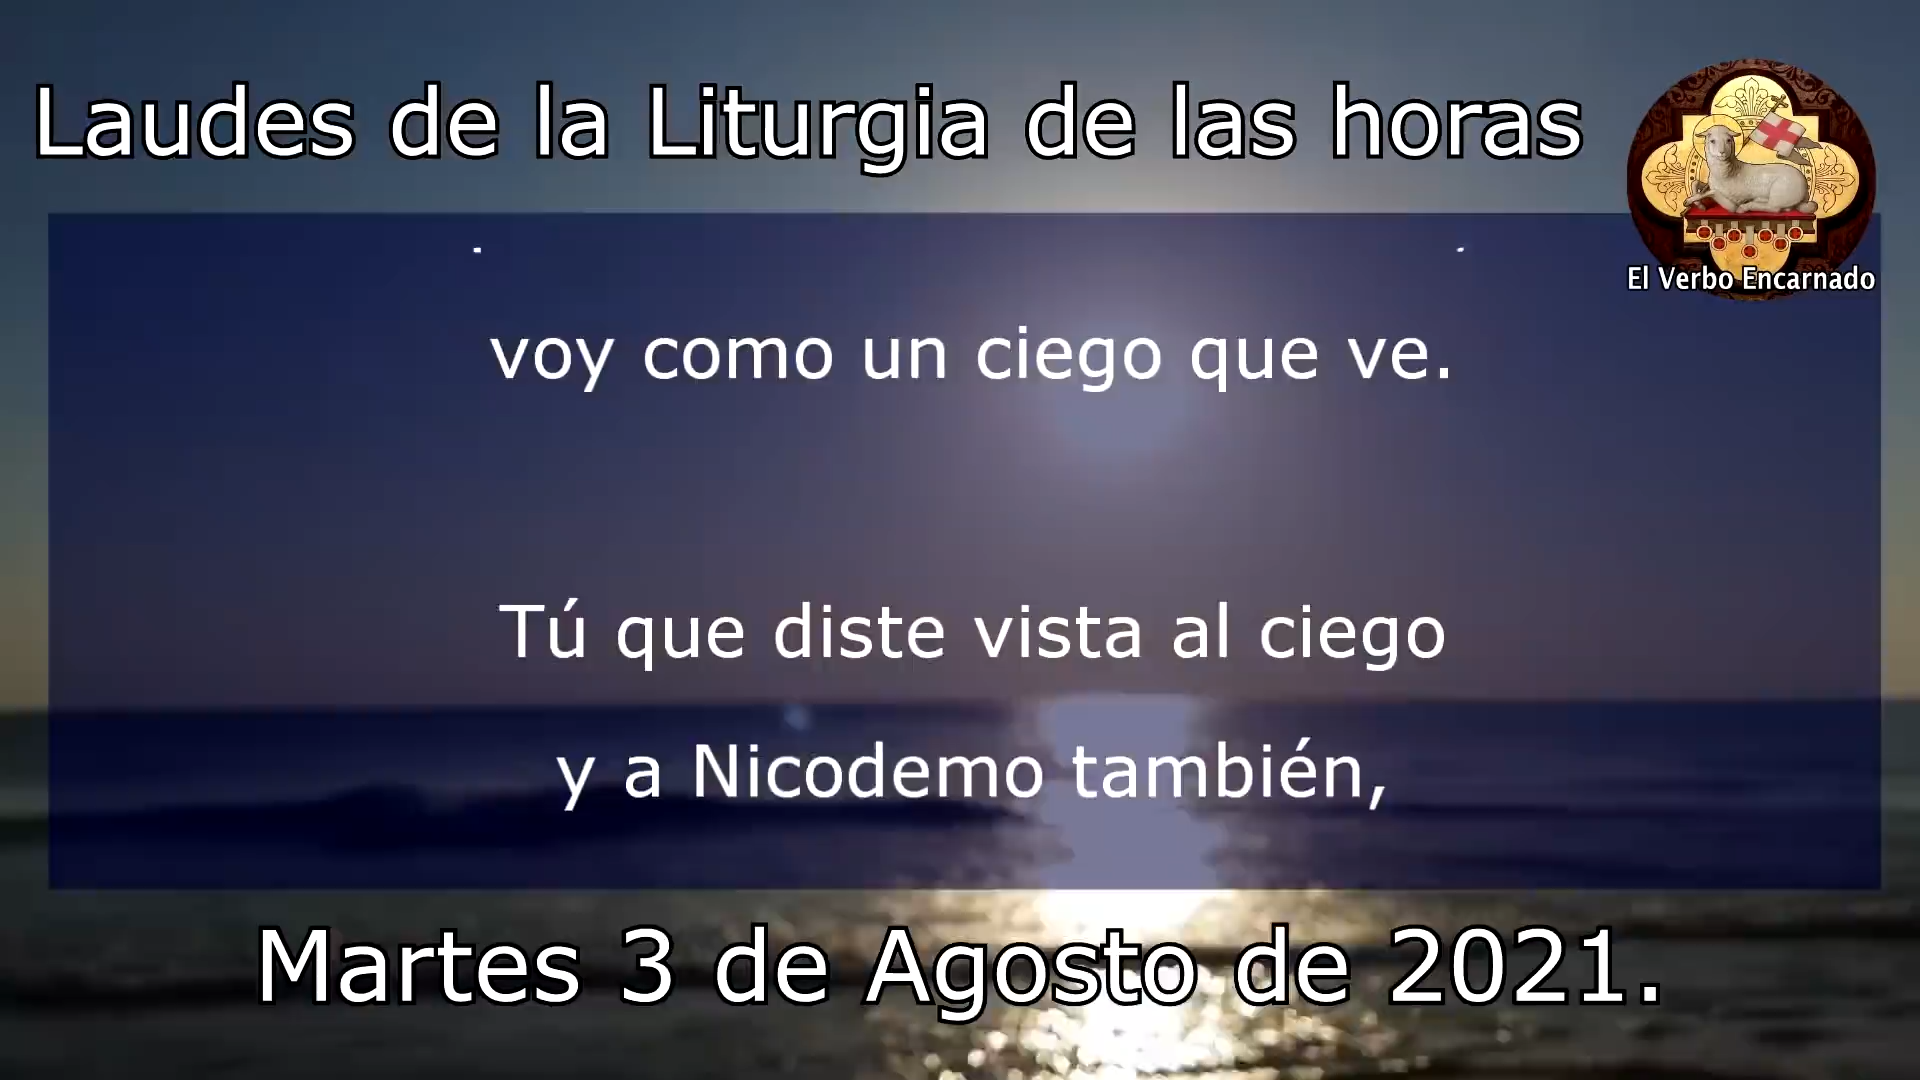 Laudes de la Liturgia de las horas
El Verbo Encarnado
voy como un ciego que ve.
Tú que diste vista al ciego
y a Nicodemo también,
Martes 3 de Agosto de 2021.